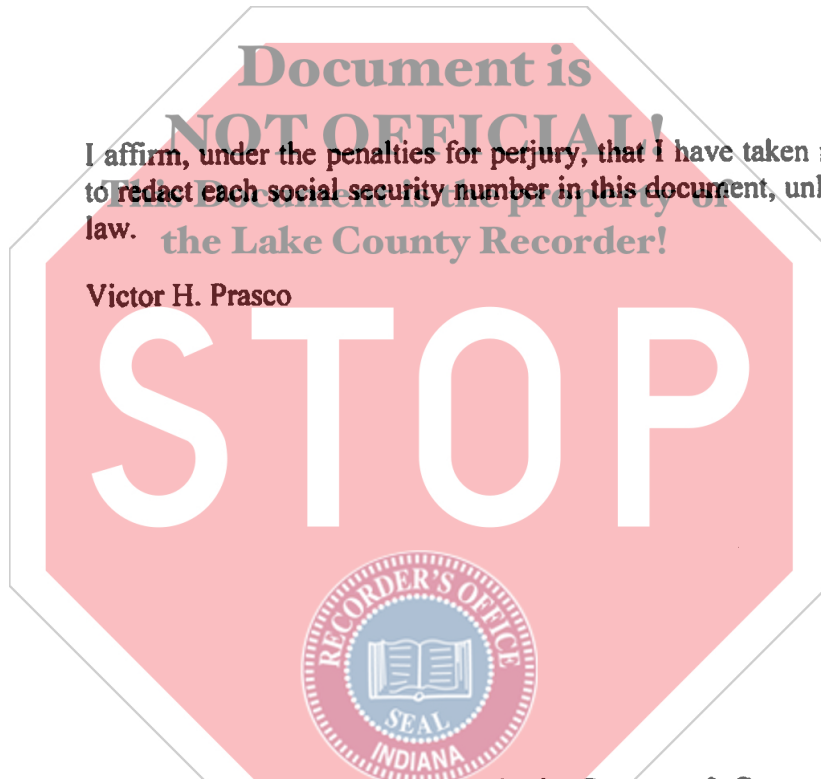 Document is
NOT OFFICIAL!
I affirm, under the penalties for perjury, that I have taken
This Document is the property of
to redact each social security number in this document,
law.
the Lake County Recorder!
Victor H. Prasco
STOP
RECORDER'S OFFICE
SEAL
INDIANA